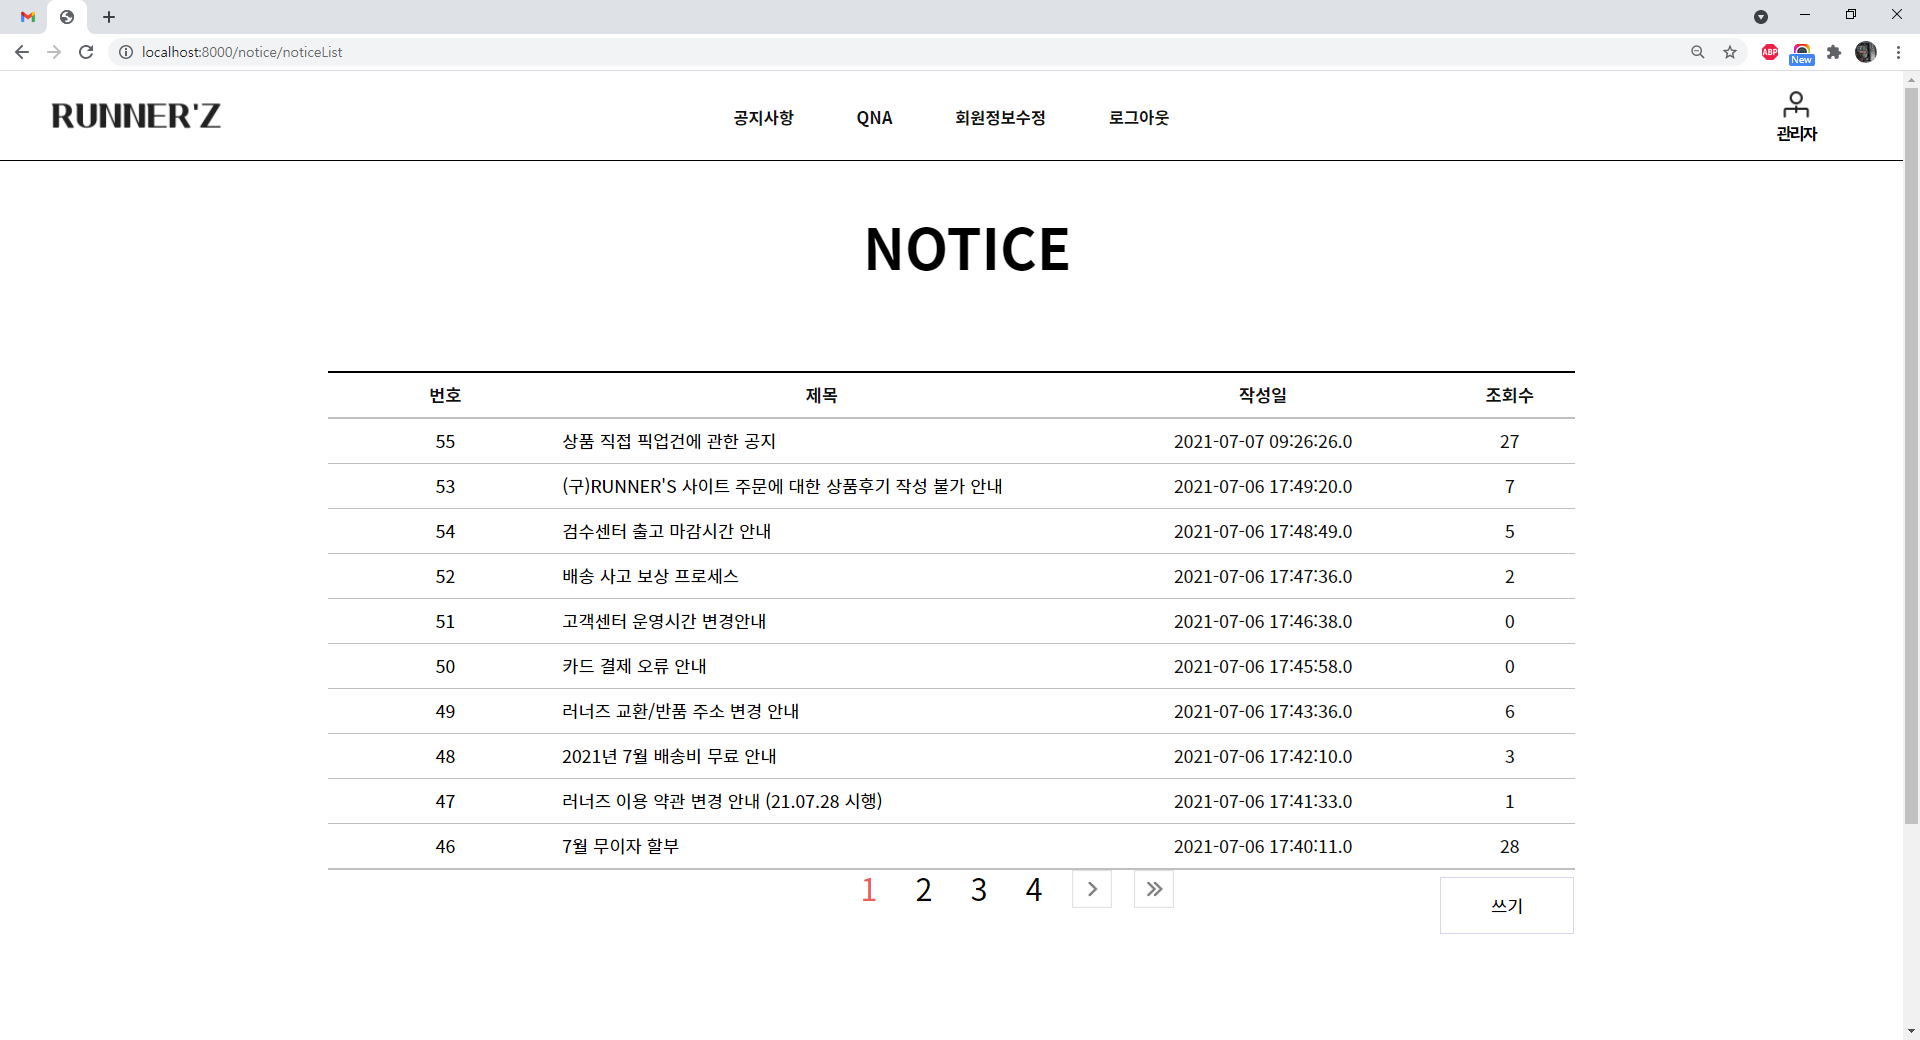 localhost:8000/notice/noticeList
ABP
New
RUNNER'Z
공지사항 QNA 회원정보수정 로그아웃
관리자
NOTICE
번호 제목 작성일 조회수
55 상품 직접 픽업건에 관한 공지 2021-07-07 09:26:26.0 27
53 (구)RUNNER'S 사이트 주문에 대한 상품후기 작성 불가 안내 2021-07-06 17:49:20.0 7
54 검수센터 출고 마감시간 안내 2021-07-06 17:48:49.0 5
52 배송 사고 보상 프로세스 2021-07-06 17:47:36.0 2
51 고객센터 운영시간 변경안내 2021-07-06 17:46:38.0 0
50 카드 결제 오류 안내 2021-07-06 17:45:58.0 0
49 러너즈 교환/반품 주소 변경 안내 2021-07-06 17:43:36.0 6
48 2021년 7월 배송비 무료 안내 2021-07-06 17:42:10.0 3
47 러너즈 이용 약관 변경 안내 (21.07.28 시행) 2021-07-06 17:41:33.0 1
46 7월 무이자 할부 2021-07-06 17:40:11.0 28
1 2 3 4
쓰기